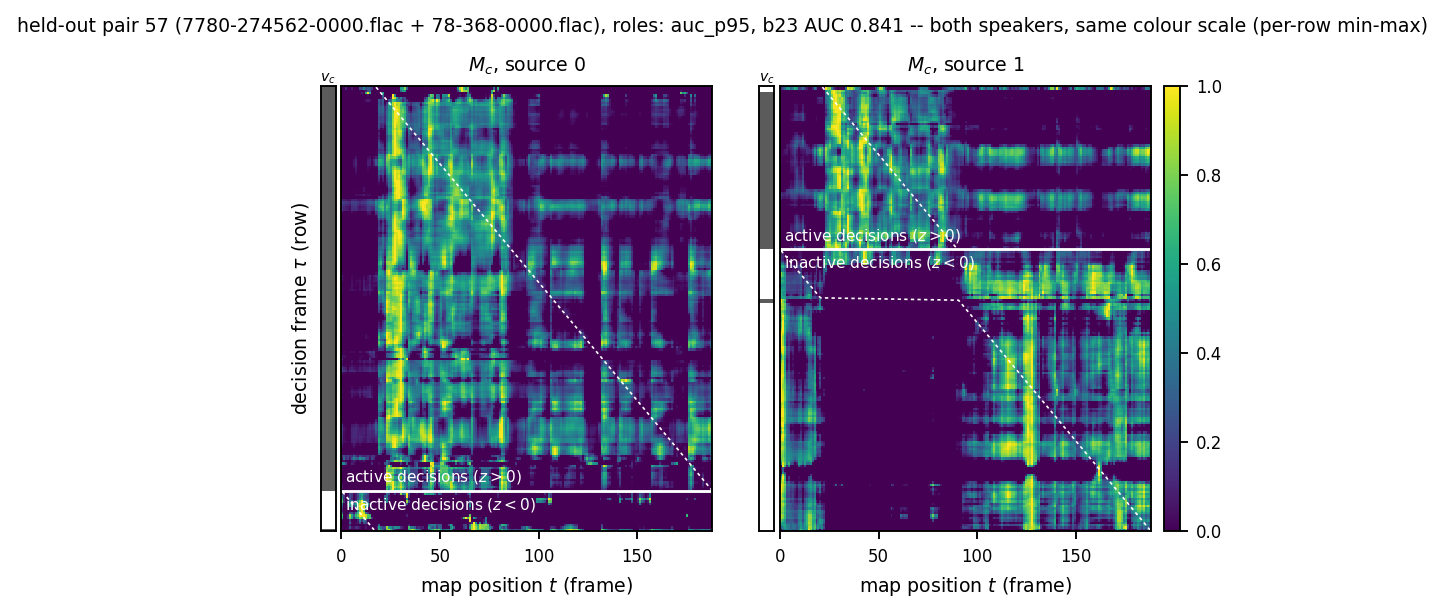 held-out pair 57 (7780-274562-0000.flac + 78-368-0000.flac), roles: auc_p95, b23 AUC 0.841 -- both speakers, same colour scale (per-row min-max)
v_c
M_c, source 0
v_c
M_c, source 1
decision frame τ (row)
active decisions (z > 0)
inactive decisions (z < 0)
active decisions (z > 0)
inactive decisions (z < 0)
0 50 100 150
map position t (frame)
0 50 100 150
map position t (frame)
1.0
0.8
0.6
0.4
0.2
0.0